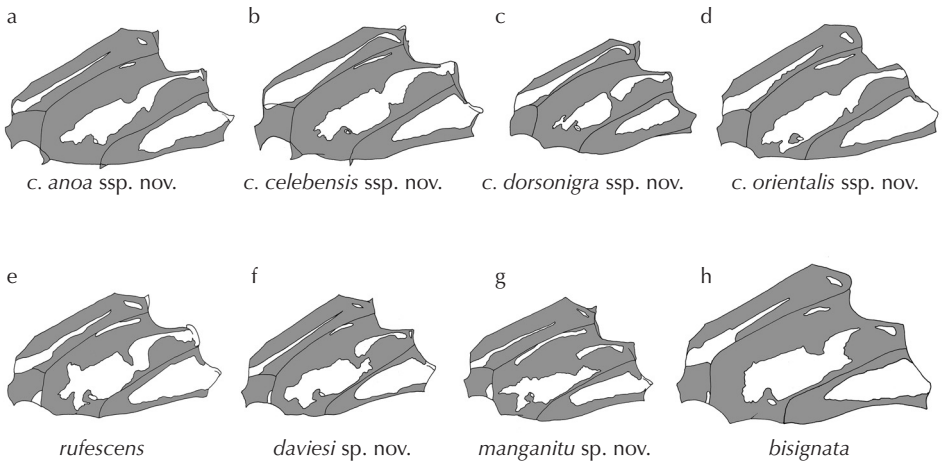 a b c d
c. anoa ssp. nov. c. celebensis ssp. nov. c. dorsonigra ssp. nov. c. orientalis ssp. nov.
e f g h
rufescens daviesi sp. nov. manganitu sp. nov. bisignata